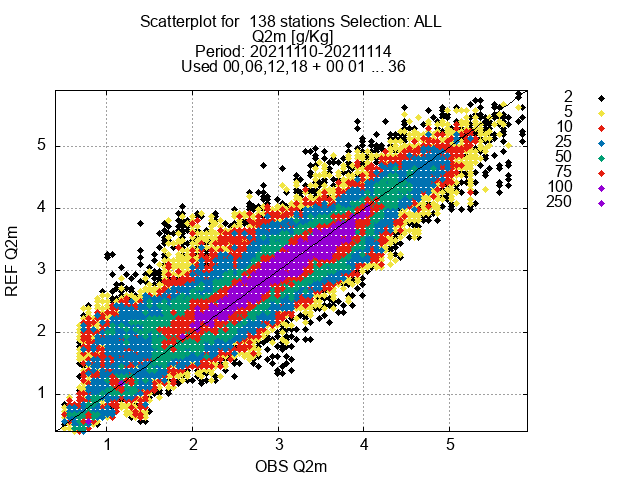 Scatterplot for  138 stations Selection: ALL
Q2m [g/Kg]
Period: 20211110-20211114
Used 00,06,12,18 + 00 01 ... 36
2
5
10
25
50
75
100
250
5
4
3
2
1
REF Q2m
1 2 3 4 5
OBS Q2m